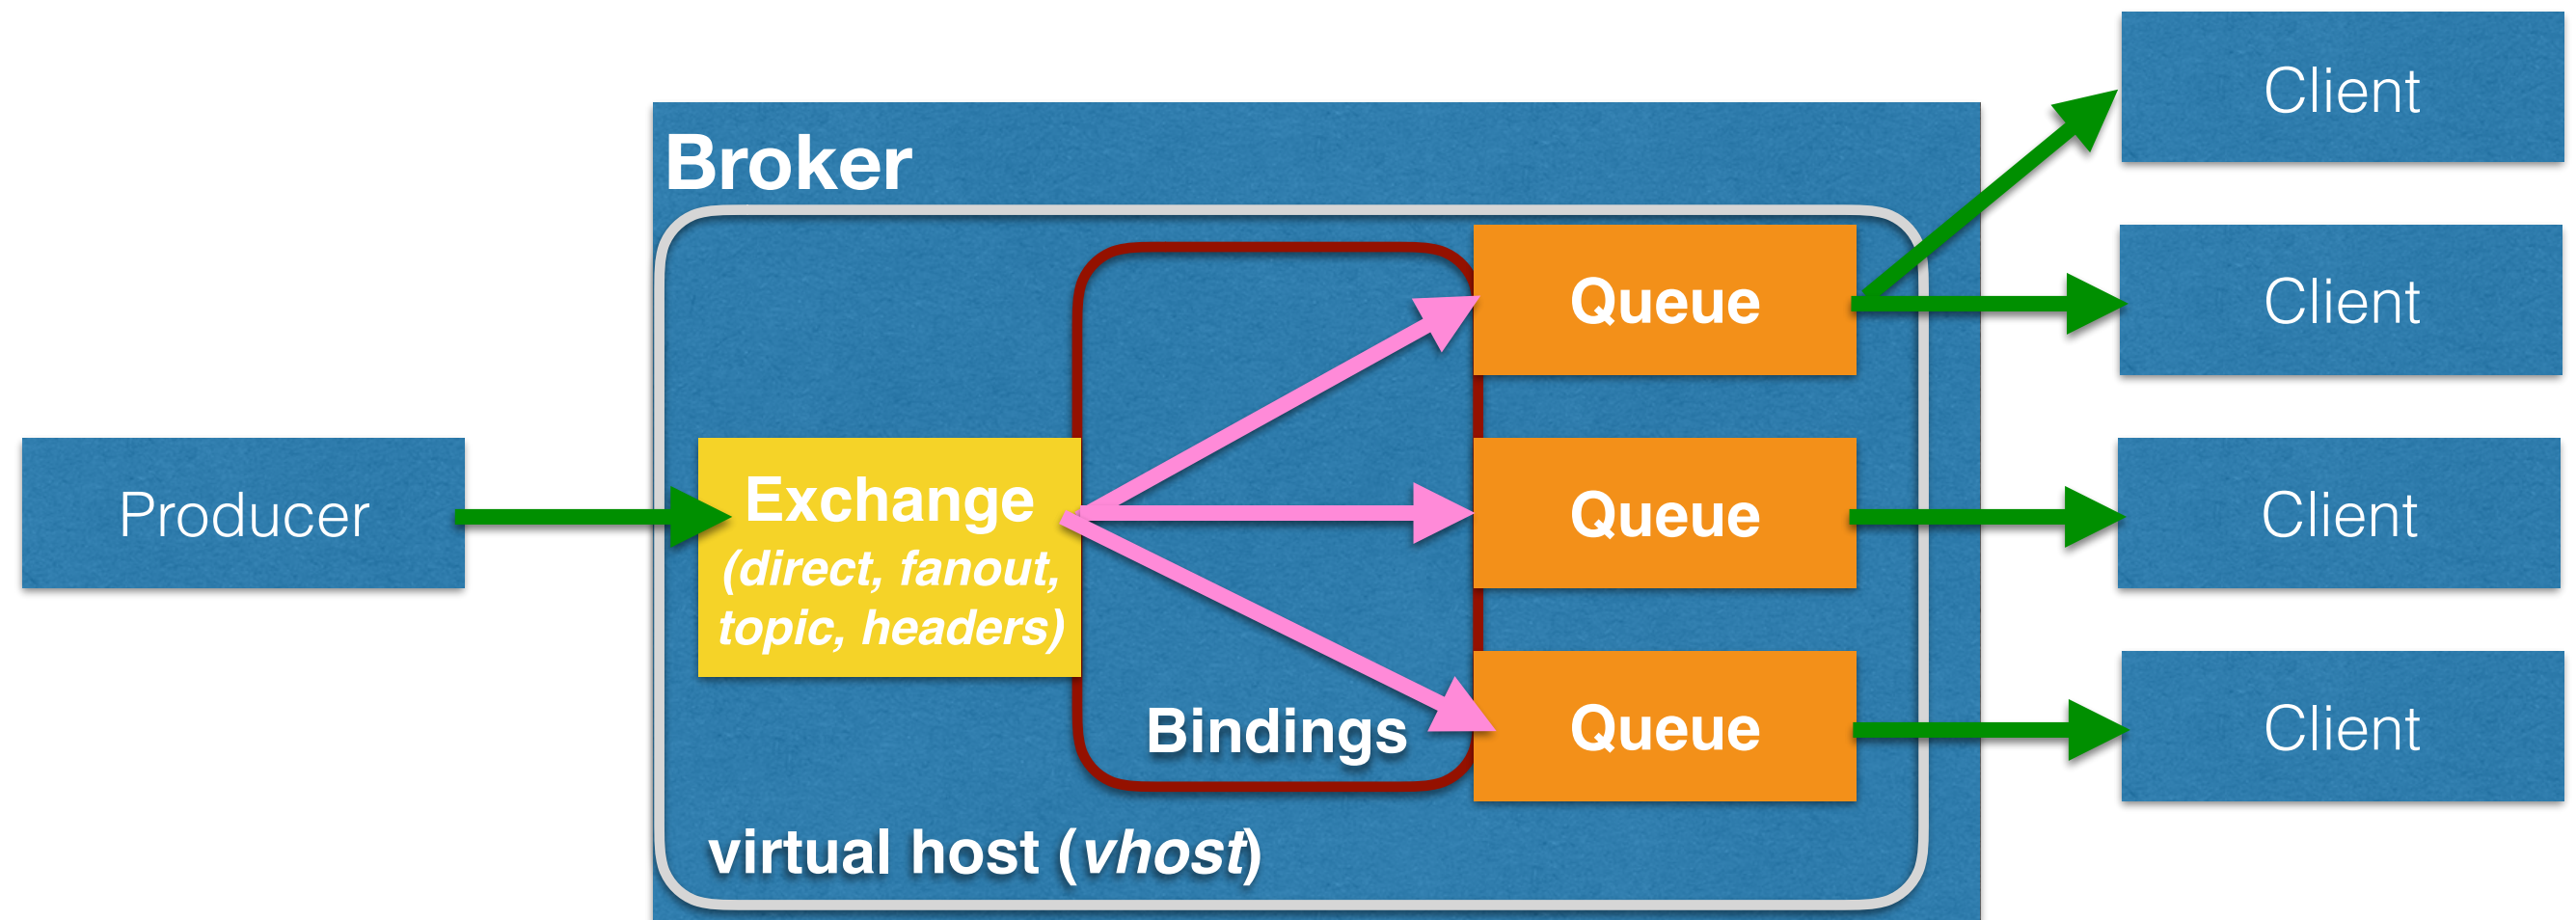 Client
Broker
Queue
Client
Producer
Exchange
(direct, fanout,
topic, headers)
Queue
Client
Bindings
Queue
Client
virtual host (vhost)